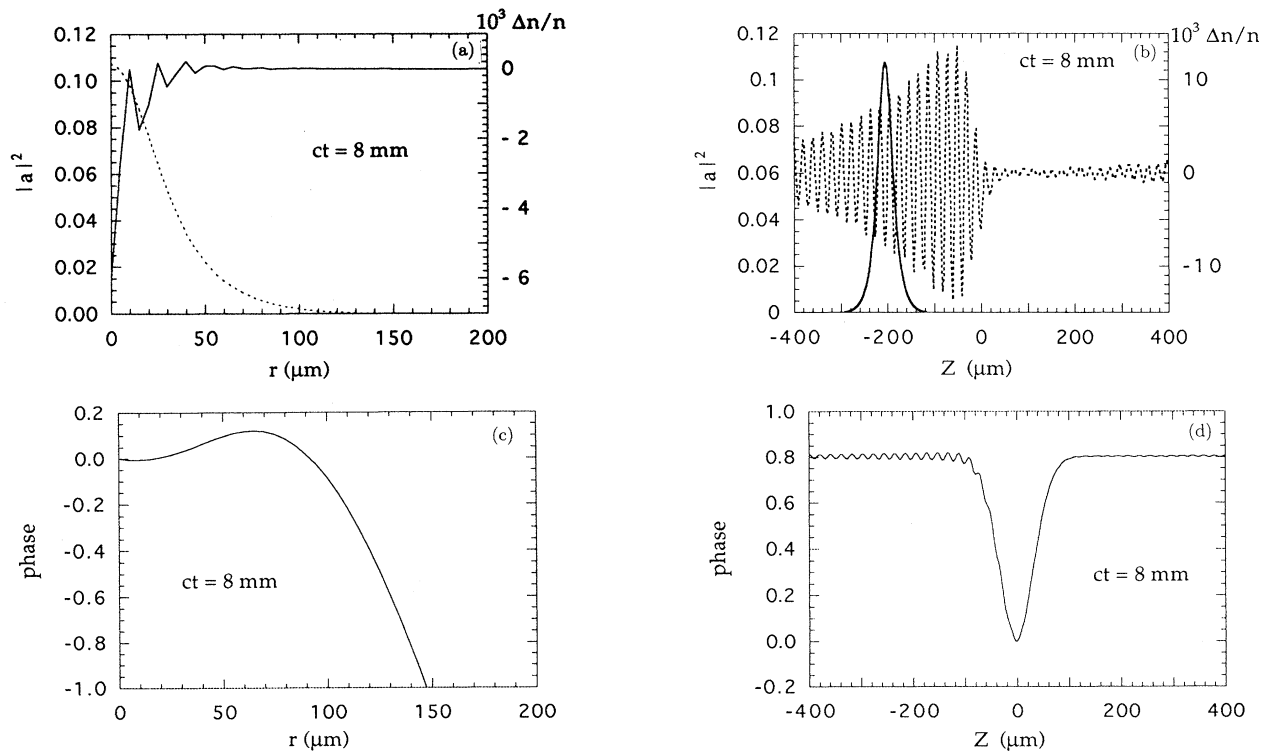 10³ Δn/n
(a)
0.12
0.10
0.08
0.06
0.04
0.02
0.00
|a|²
0
- 2
- 4
- 6
ct = 8 mm
0 50 100 150 200
r (μm)
10³ Δn/n
(b)
ct = 8 mm
0.12
0.1
0.08
0.06
0.04
0.02
0
|a|²
10
0
-10
-400 -200 0 200 400
Z (μm)
(c)
0.2
0.0
-0.2
-0.4
-0.6
-0.8
-1.0
phase
ct = 8 mm
0 50 100 150 200
r (μm)
(d)
1.0
0.8
0.6
0.4
0.2
0.0
-0.2
phase
ct = 8 mm
-400 -200 0 200 400
Z (μm)